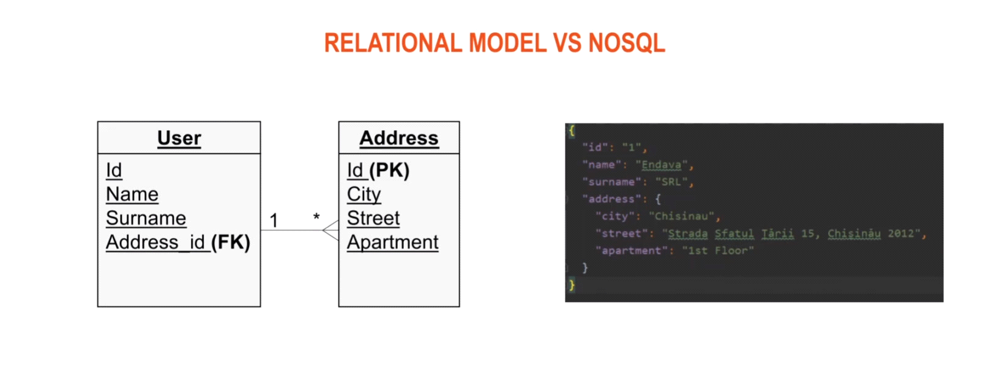 RELATIONAL MODEL VS NOSQL
User
Id
Name
Surname
Address_id (FK)
1
*
Address
Id (PK)
City
Street
Apartment
{
"id": "1",
"name": "Endava",
"surname": "SRL",
"address": {
"city": "Chisinau",
"street": "Strada Sfatul Țării 15, Chișinău 2012",
"apartment": "1st Floor"
}
}